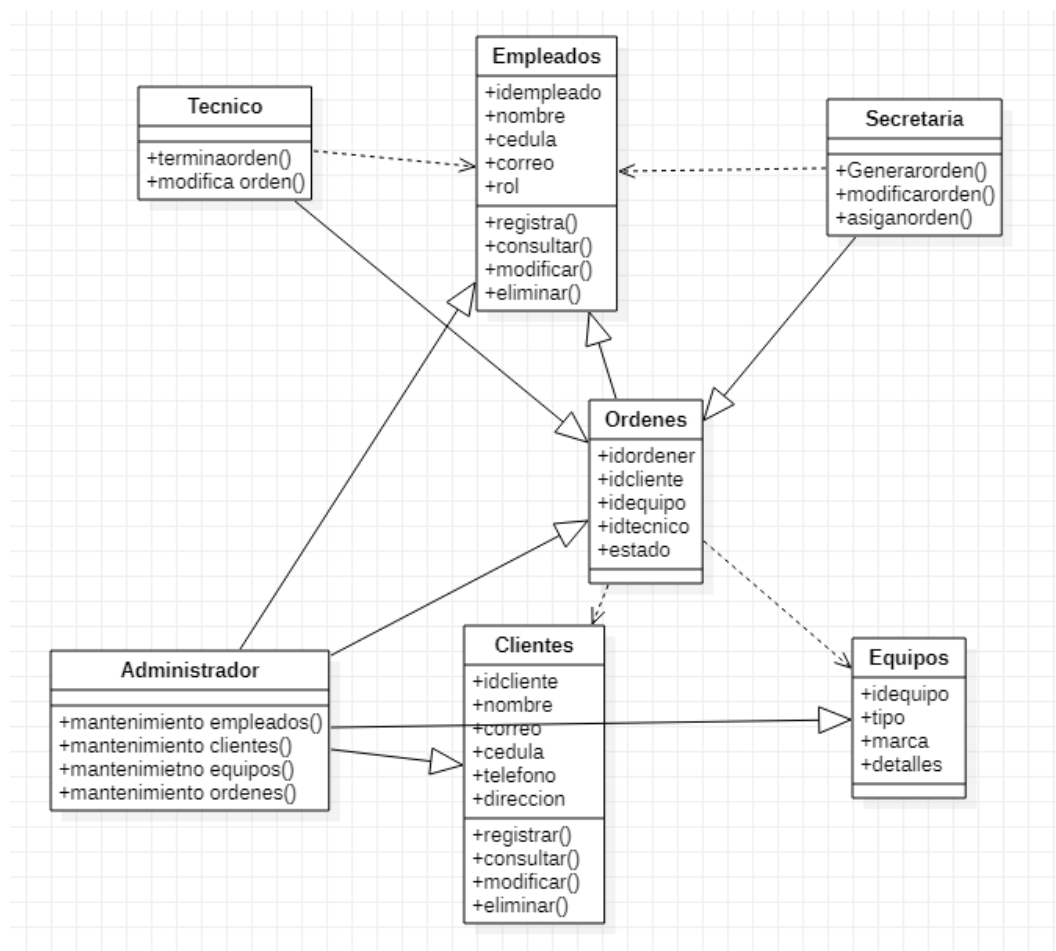 Empleados
+idempleado
+nombre
+cedula
+correo
+rol
+registra()
+consultar()
+modificar()
+eliminar()
Tecnico
+terminaorden()
+modifica orden()
Secretaria
+Generarorden()
+modificarorden()
+asiganorden()
Ordenes
+idordener
+idcliente
+idequipo
+idtecnico
+estado
Administrador
+mantenimiento empleados()
+mantenimiento clientes()
+mantenimietno equipos()
+mantenimiento ordenes()
Clientes
+idcliente
+nombre
+correo
+cedula
+telefono
+direccion
+registrar()
+consultar()
+modificar()
+eliminar()
Equipos
+idequipo
+tipo
+marca
+detalles